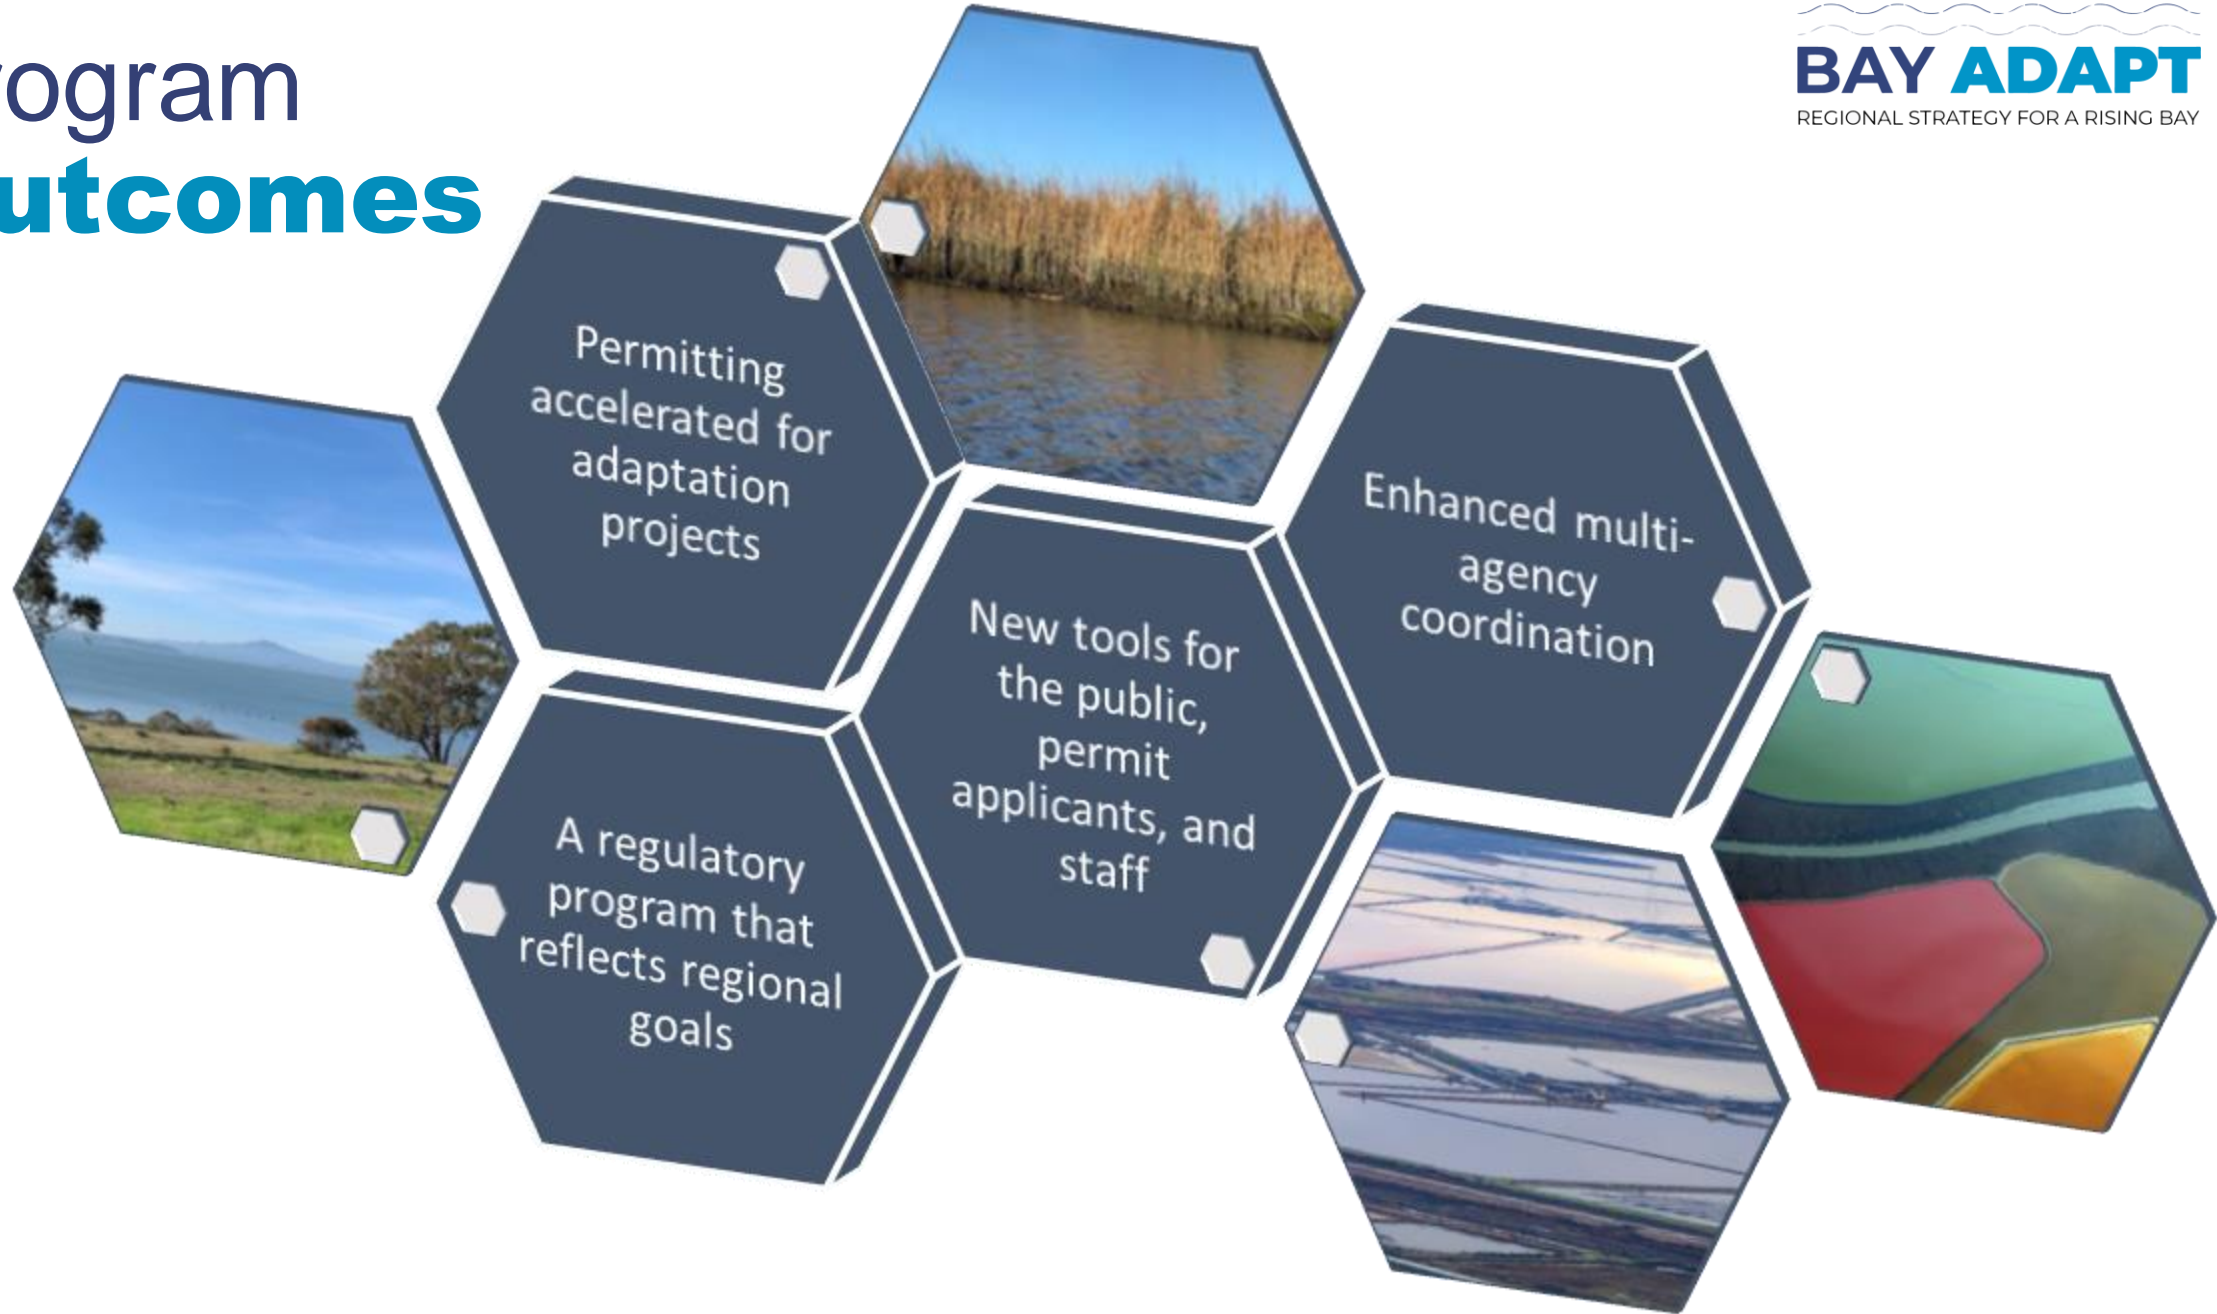 rogram
utcomes
BAY ADAPT
REGIONAL STRATEGY FOR A RISING BAY
Permitting
accelerated for
adaptation
projects
Enhanced multi-
agency
coordination
New tools for
the public,
permit
applicants, and
staff
A regulatory
program that
reflects regional
goals